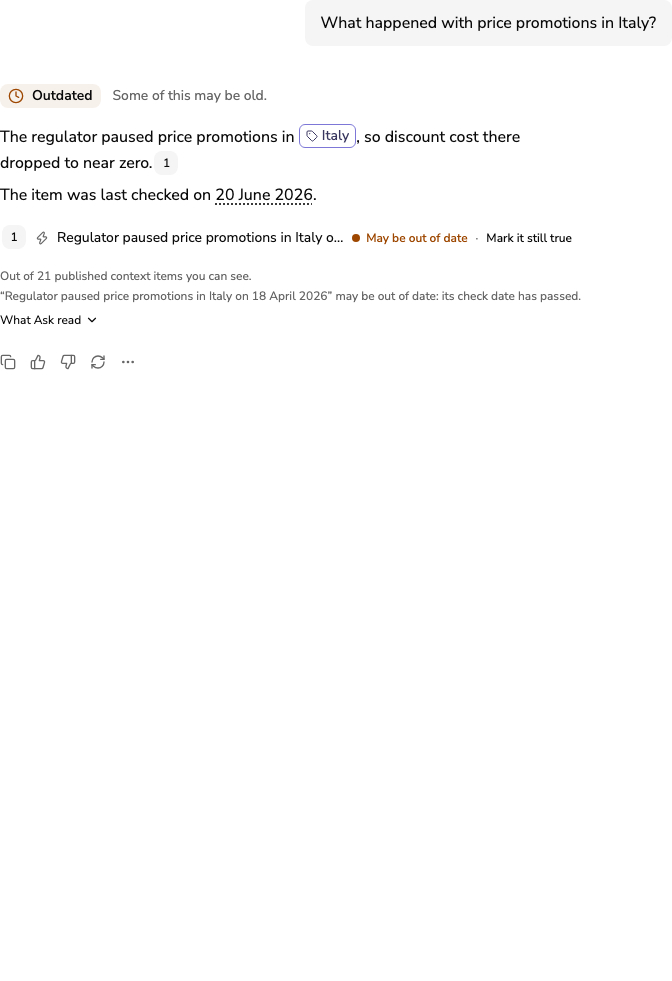 What happened with price promotions in Italy?
Outdated Some of this may be old.
The regulator paused price promotions in Italy, so discount cost there
dropped to near zero. 1
The item was last checked on 20 June 2026.
1 Regulator paused price promotions in Italy o... May be out of date · Mark it still true
Out of 21 published context items you can see.
“Regulator paused price promotions in Italy on 18 April 2026” may be out of date: its check date has passed.
What Ask read